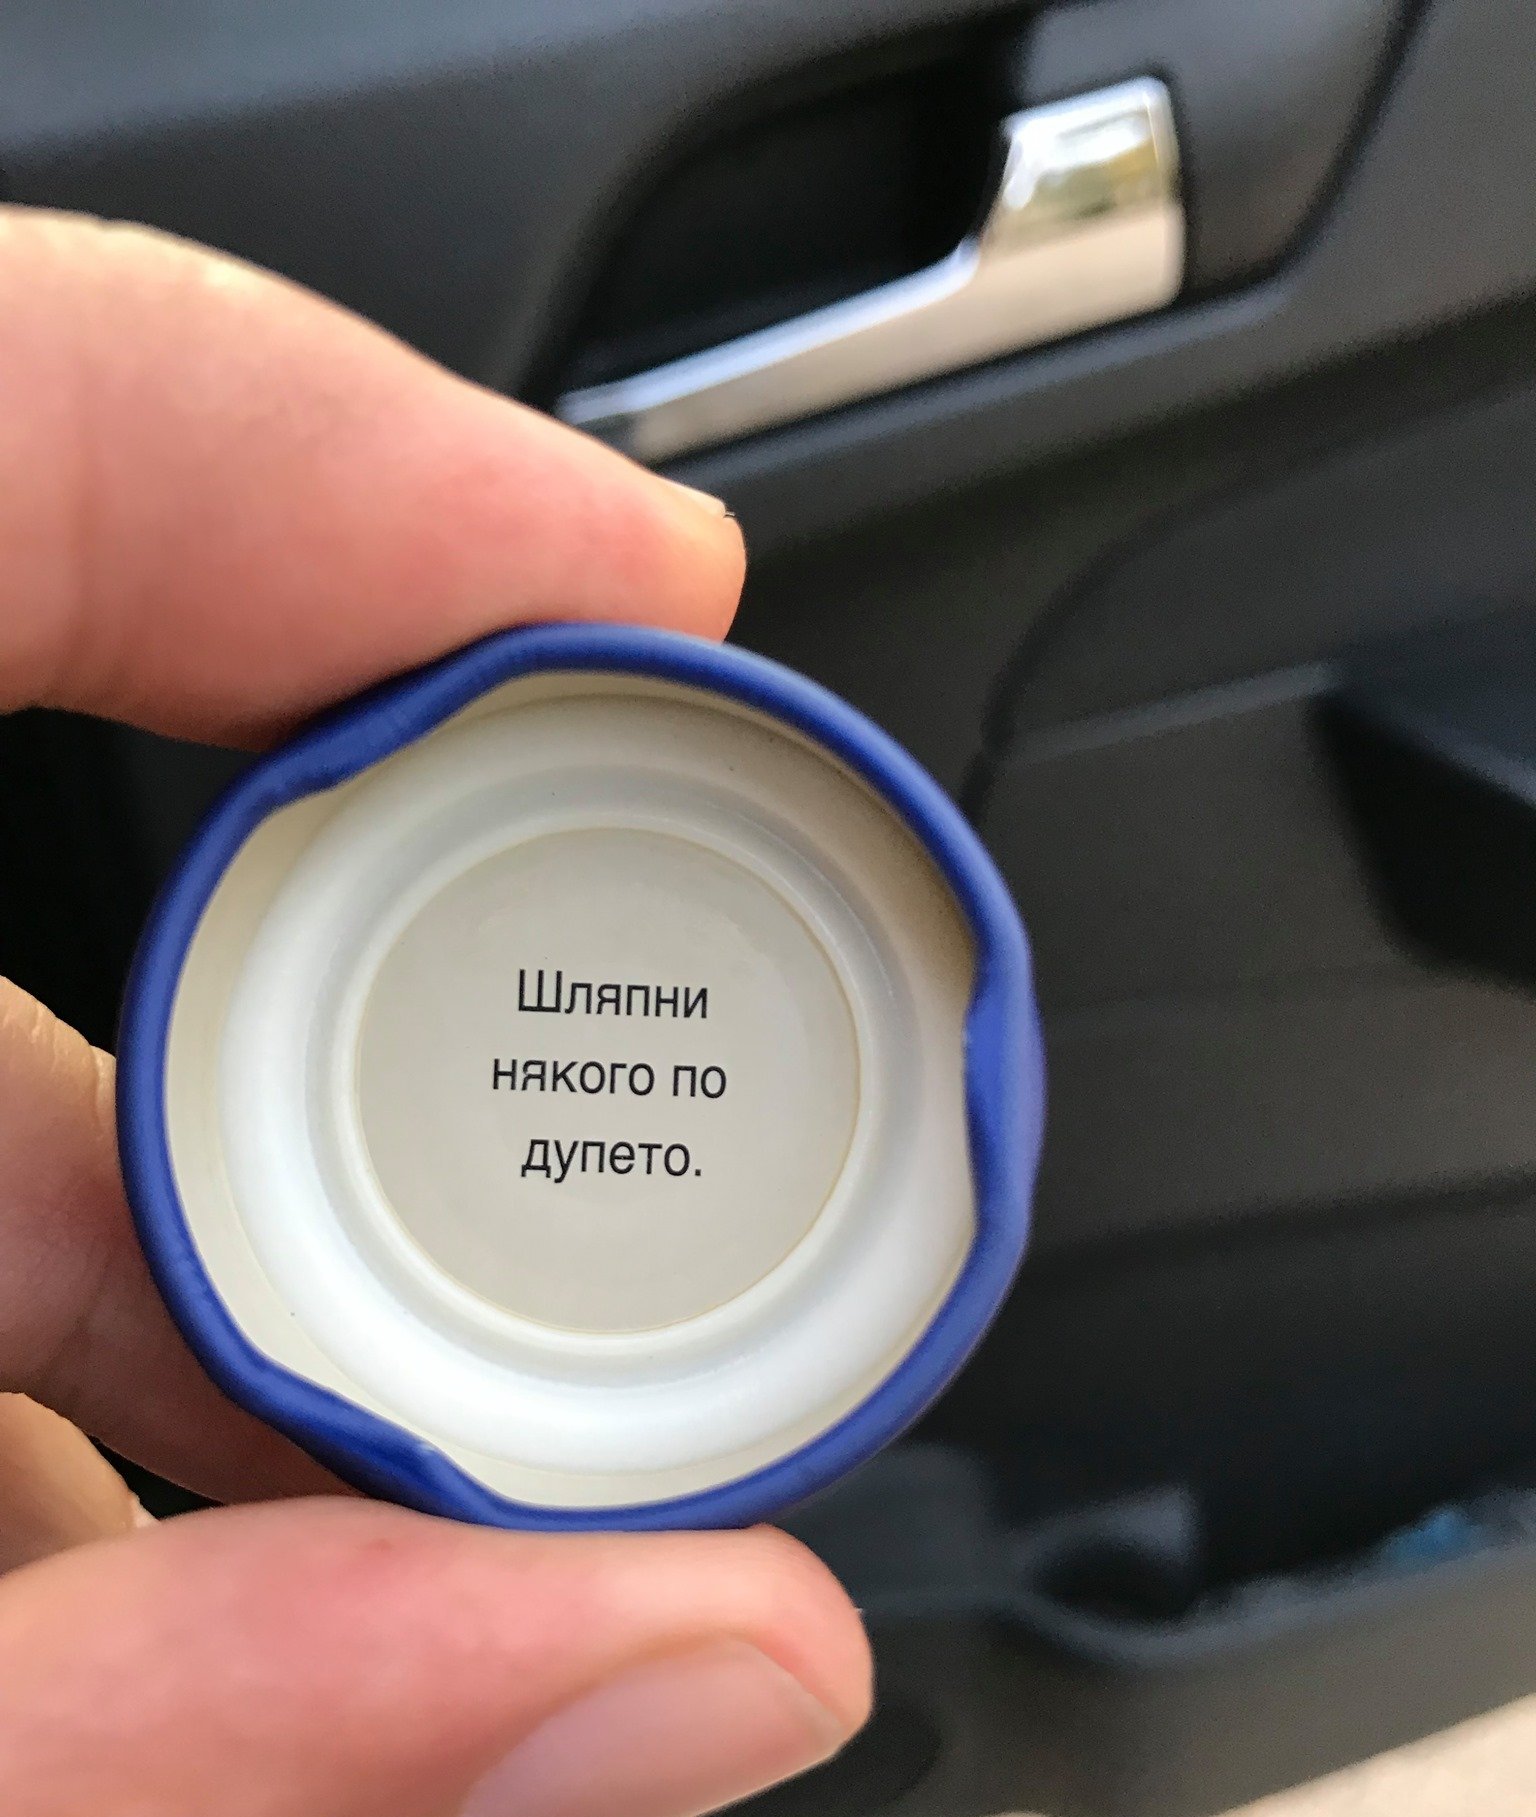 Шляпни
някого по
дупето.